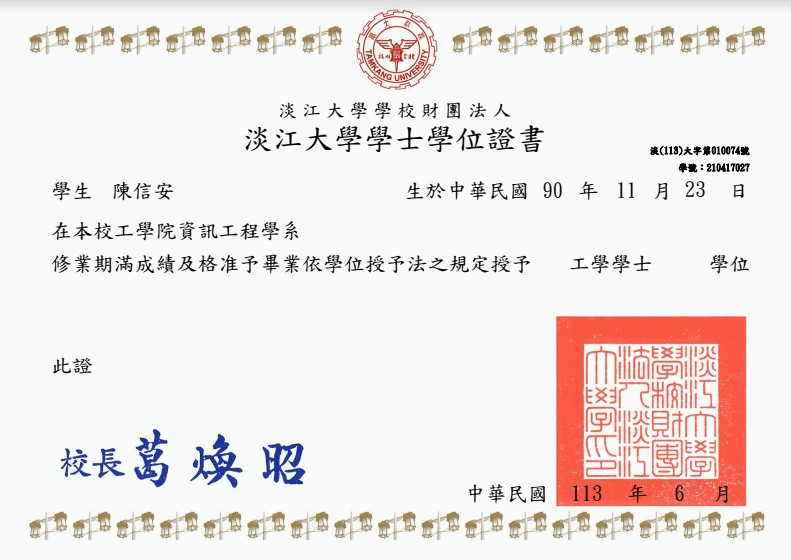 TAMKANG UNIVERSITY
淡江大學學校財團法人
淡江大學學士學位證書
淡(113)大字第010074號
學號：210417027
學生 陳信安 生於中華民國 90 年 11 月 23 日
在本校工學院資訊工程學系
修業期滿成績及格准予畢業依學位授予法之規定授予 工學學士 學位
此證
淡江大學
學校財團
法人淡江
大學印
校長 葛煥昭
中華民國 113 年 6 月